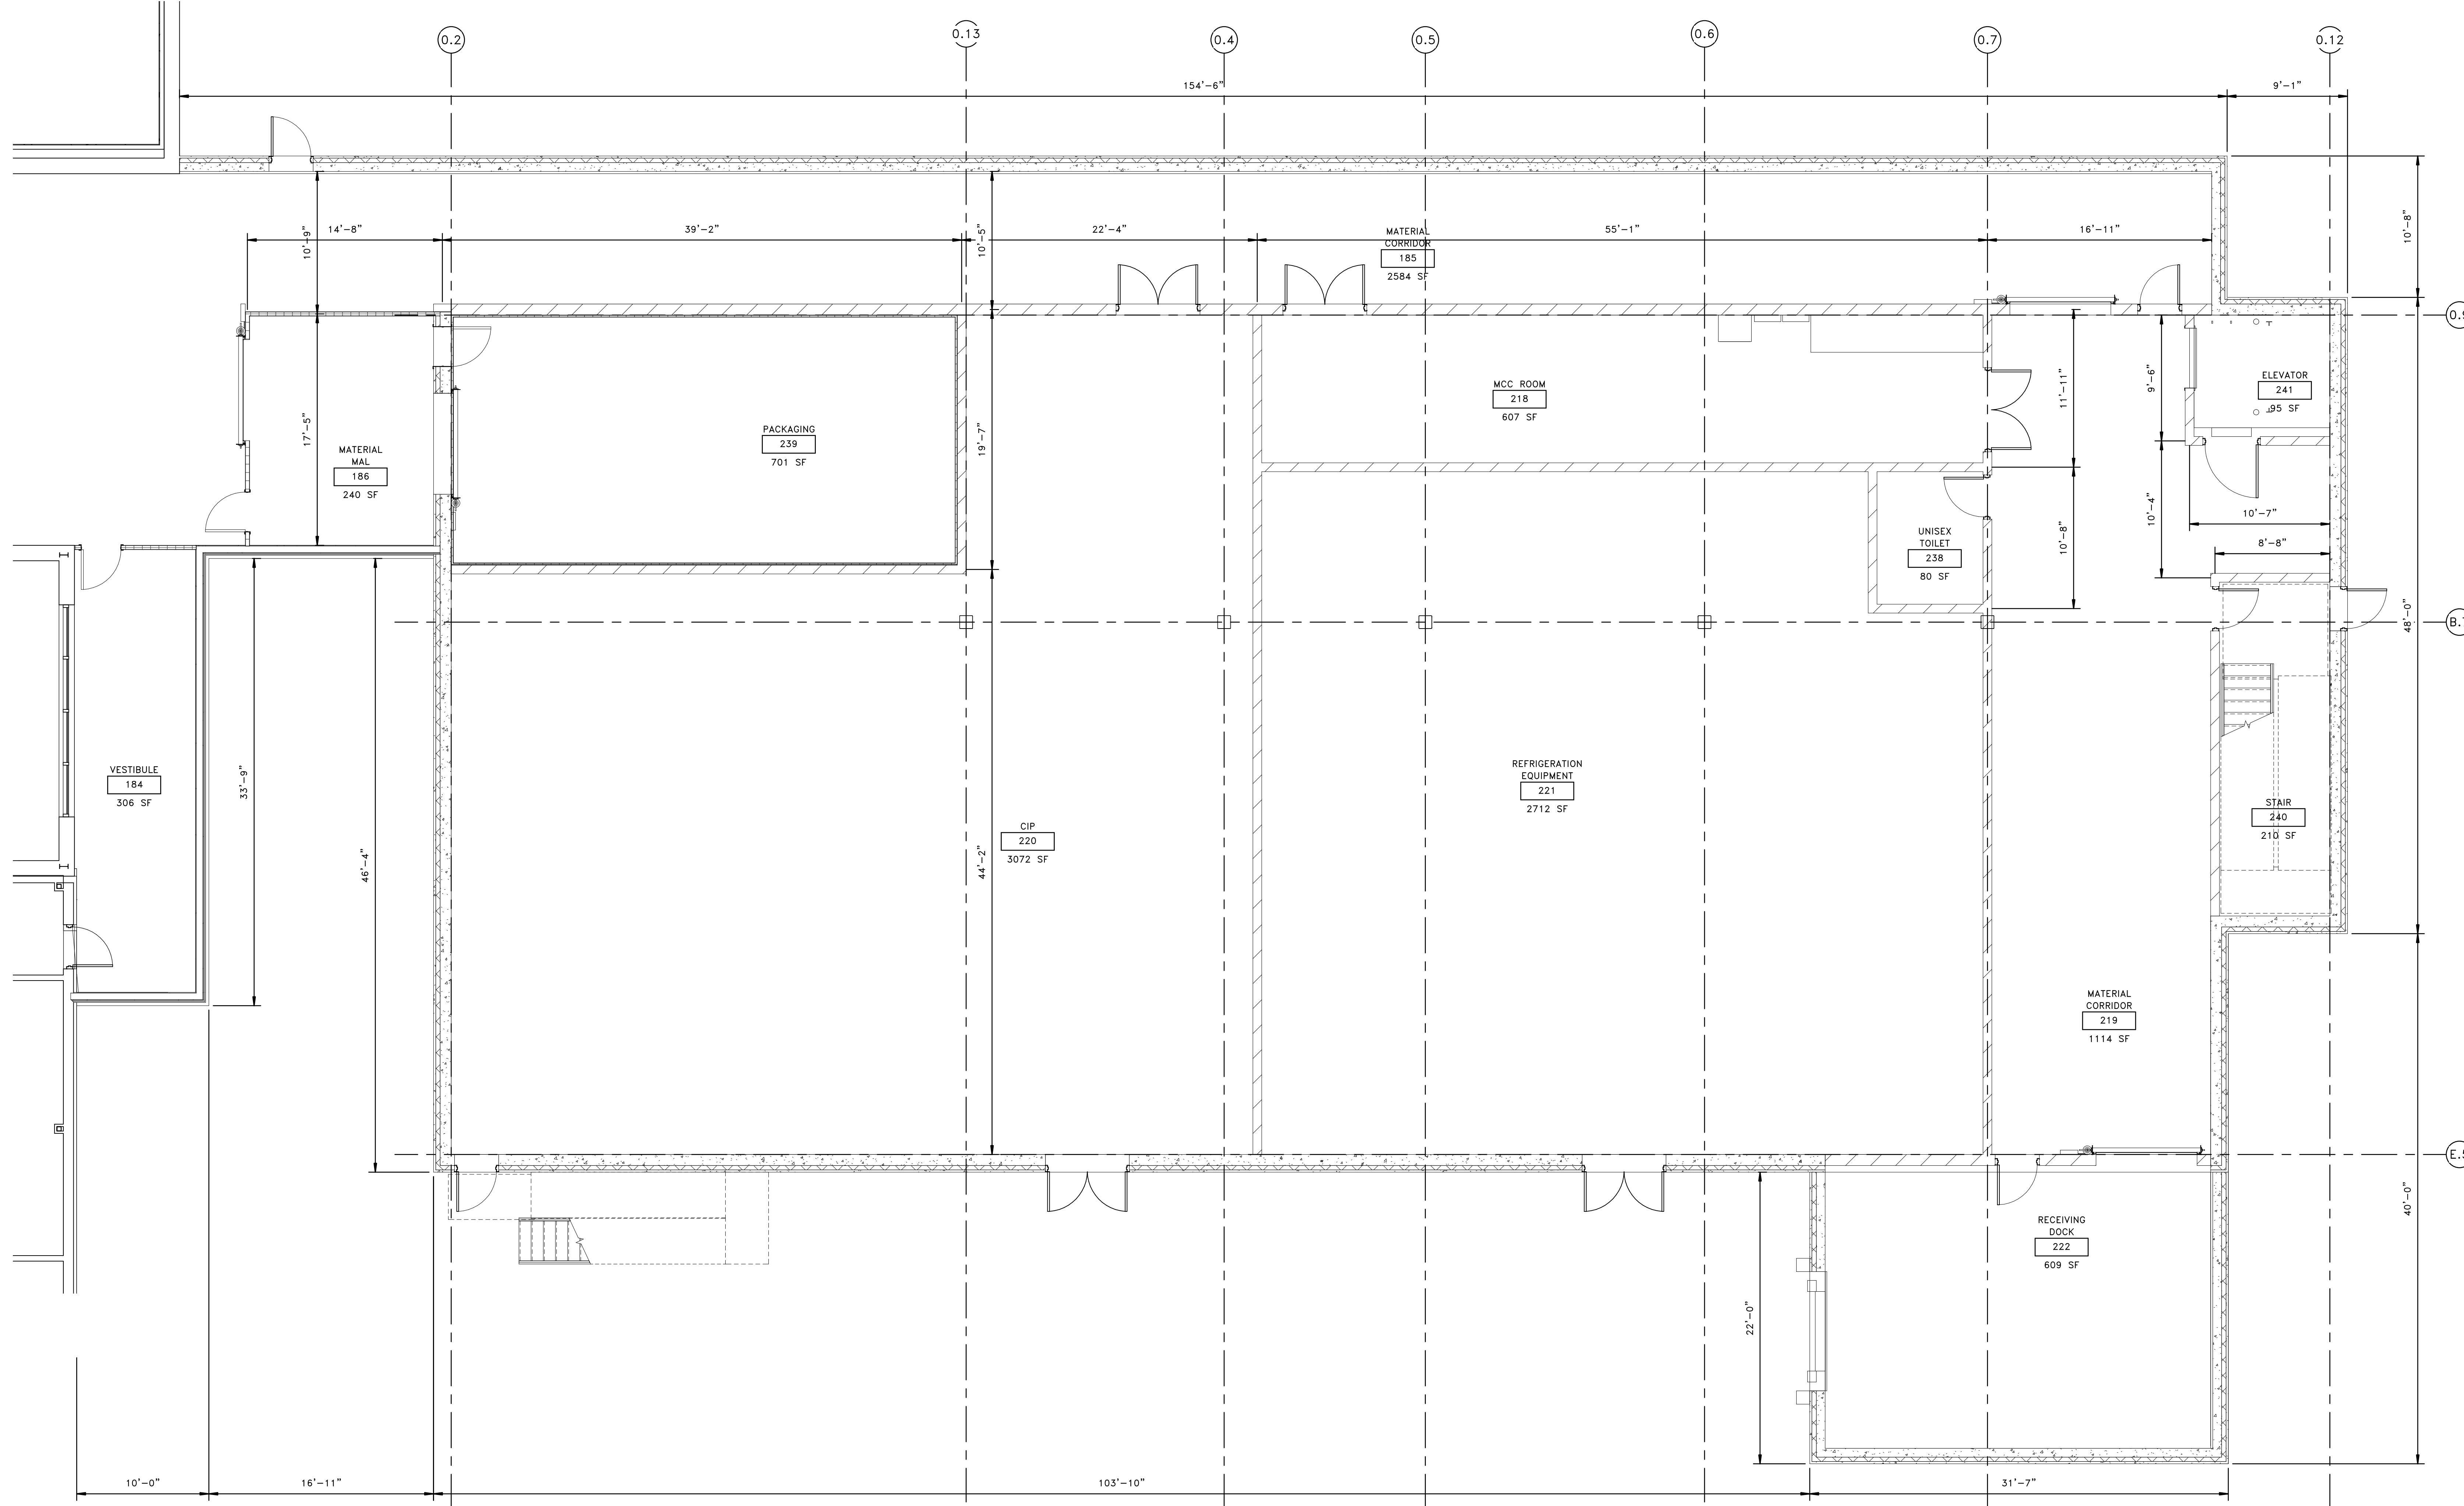 0.2
0.13
0.4
0.5
0.6
0.7
0.12
154'-6"
9'-1"
14'-8"
39'-2"
22'-4"
55'-1"
16'-11"
10'-9"
10'-5"
10'-8"
MATERIAL
CORRIDOR
185
2584 SF
MCC ROOM
218
607 SF
11'-11"
9'-6"
ELEVATOR
241
95 SF
PACKAGING
239
701 SF
17'-5"
19'-7"
MATERIAL
MAL
186
240 SF
10'-4"
10'-7"
8'-8"
UNISEX
TOILET
238
80 SF
10'-8"
48'-0"
VESTIBULE
184
306 SF
33'-9"
46'-4"
CIP
220
3072 SF
44'-2"
REFRIGERATION
EQUIPMENT
221
2712 SF
STAIR
240
210 SF
MATERIAL
CORRIDOR
219
1114 SF
RECEIVING
DOCK
222
609 SF
22'-0"
40'-0"
10'-0"
16'-11"
103'-10"
31'-7"